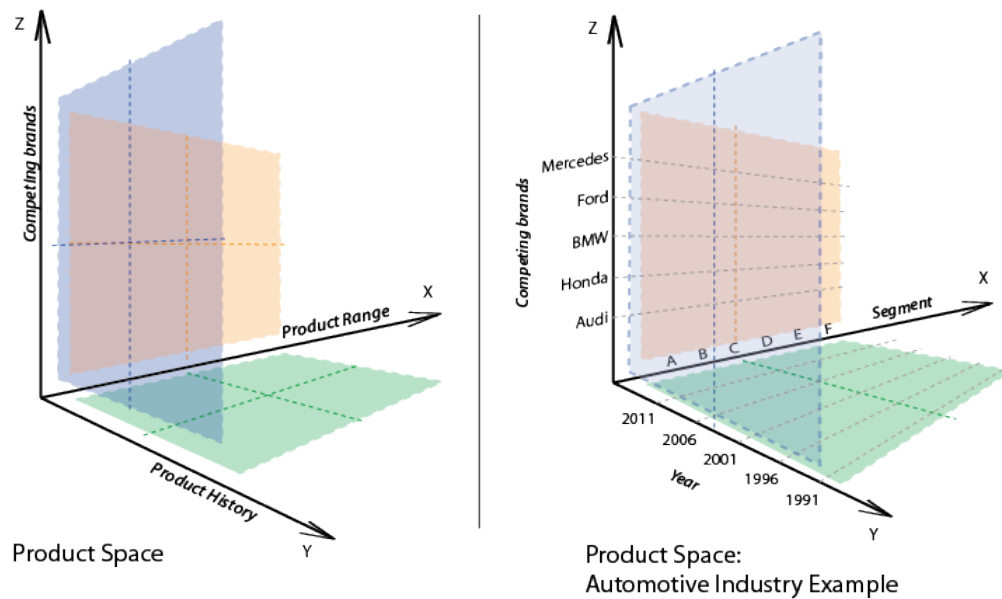 Z
Competing brands
X
Product Range
Product History
Y
Product Space
Z
Competing brands
Mercedes
Ford
BMW
Honda
Audi
X
Segment
A B C D E F
2011
2006
2001
1996
1991
Year
Y
Product Space:
Automotive Industry Example